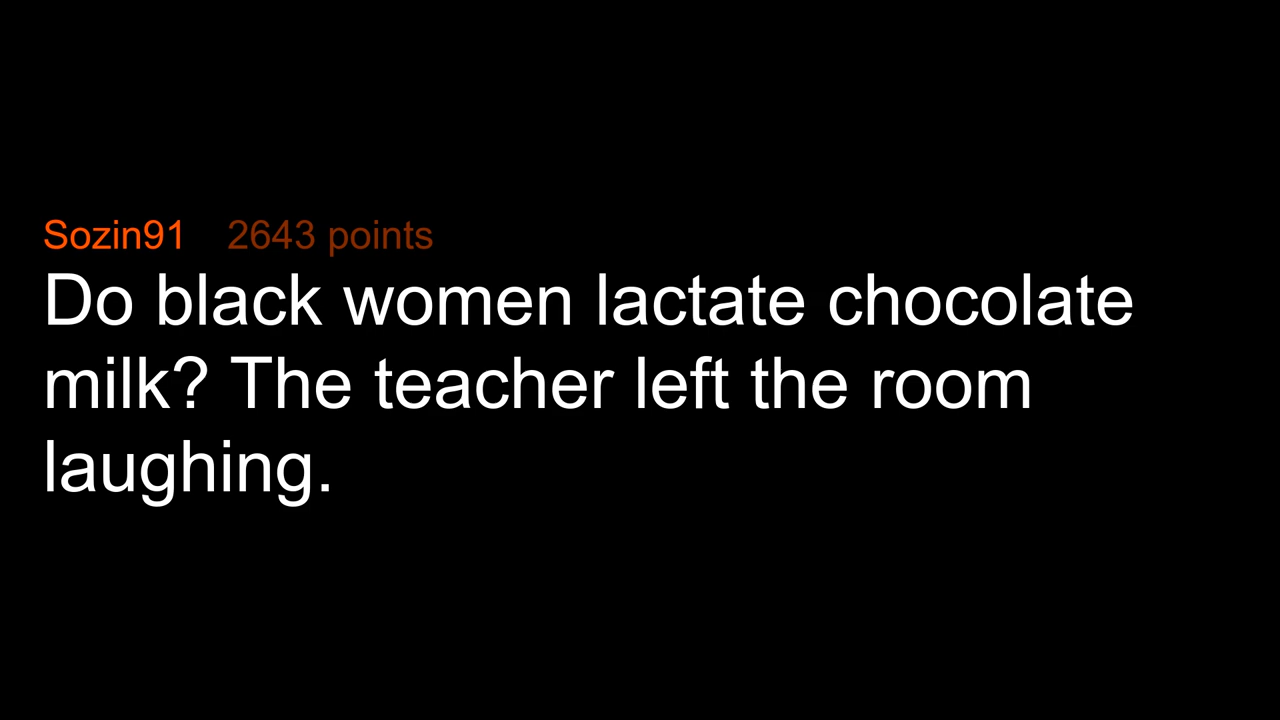 Sozin91 2643 points
Do black women lactate chocolate
milk? The teacher left the room
laughing.